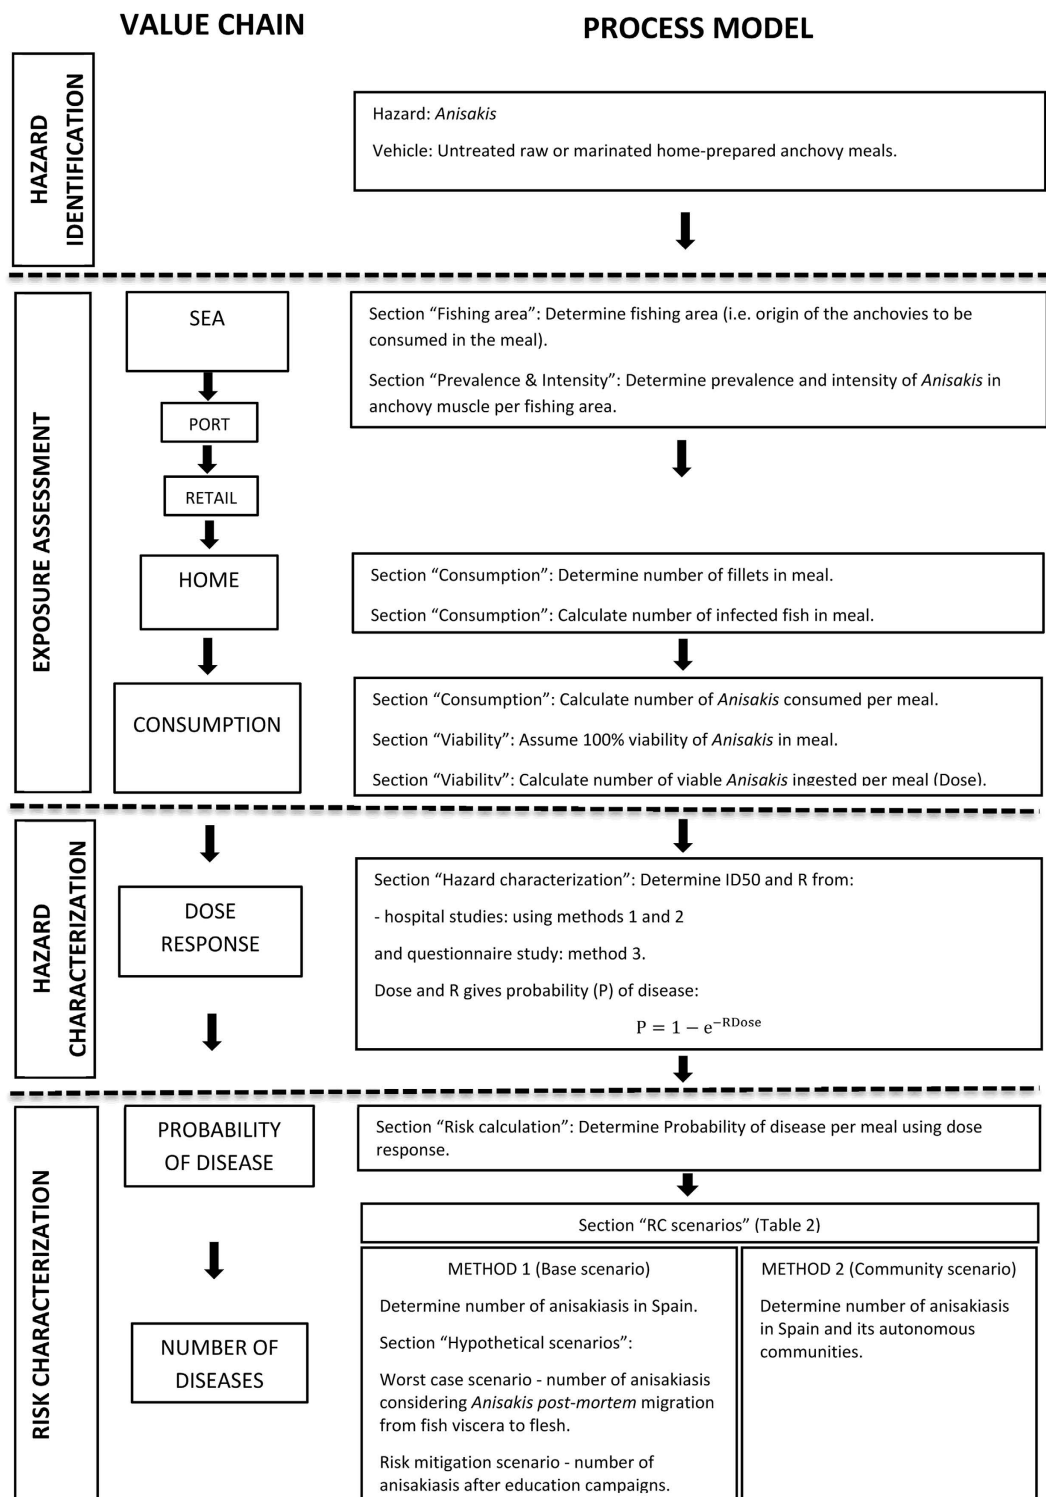 VALUE CHAIN
PROCESS MODEL
HAZARD
IDENTIFICATION
Hazard: Anisakis
Vehicle: Untreated raw or marinated home-prepared anchovy meals.
EXPOSURE ASSESSMENT
SEA
PORT
RETAIL
HOME
CONSUMPTION
Section “Fishing area”: Determine fishing area (i.e. origin of the anchovies to be
consumed in the meal).
Section “Prevalence & Intensity”: Determine prevalence and intensity of Anisakis in
anchovy muscle per fishing area.
Section “Consumption”: Determine number of fillets in meal.
Section “Consumption”: Calculate number of infected fish in meal.
Section “Consumption”: Calculate number of Anisakis consumed per meal.
Section “Viability”: Assume 100% viability of Anisakis in meal.
Section “Viability”: Calculate number of viable Anisakis ingested per meal (Dose).
HAZARD
CHARACTERIZATION
DOSE
RESPONSE
Section “Hazard characterization”: Determine ID50 and R from:
- hospital studies: using methods 1 and 2
and questionnaire study: method 3.
Dose and R gives probability (P) of disease:
P = 1 − e^−RDose
RISK CHARACTERIZATION
PROBABILITY
OF DISEASE
NUMBER OF
DISEASES
Section “Risk calculation”: Determine Probability of disease per meal using dose
response.
Section “RC scenarios” (Table 2)
METHOD 1 (Base scenario)
Determine number of anisakiasis in Spain.
Section “Hypothetical scenarios”:
Worst case scenario - number of anisakiasis
considering Anisakis post-mortem migration
from fish viscera to flesh.
Risk mitigation scenario - number of
anisakiasis after education campaigns.
METHOD 2 (Community scenario)
Determine number of anisakiasis
in Spain and its autonomous
communities.